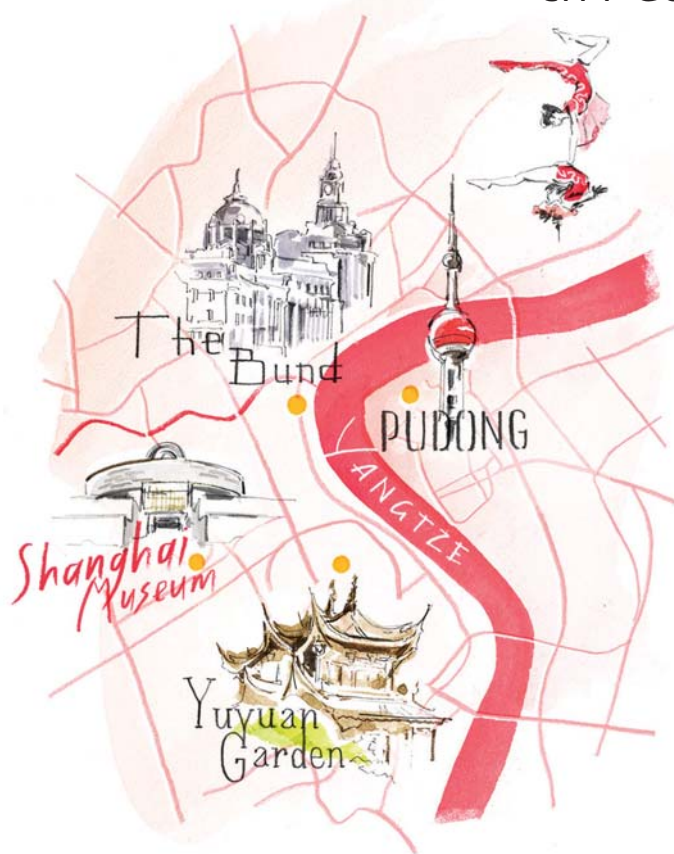 The
Bund
PUDONG
YANGTZE
Shanghai
Museum
Yuyuan
Garden